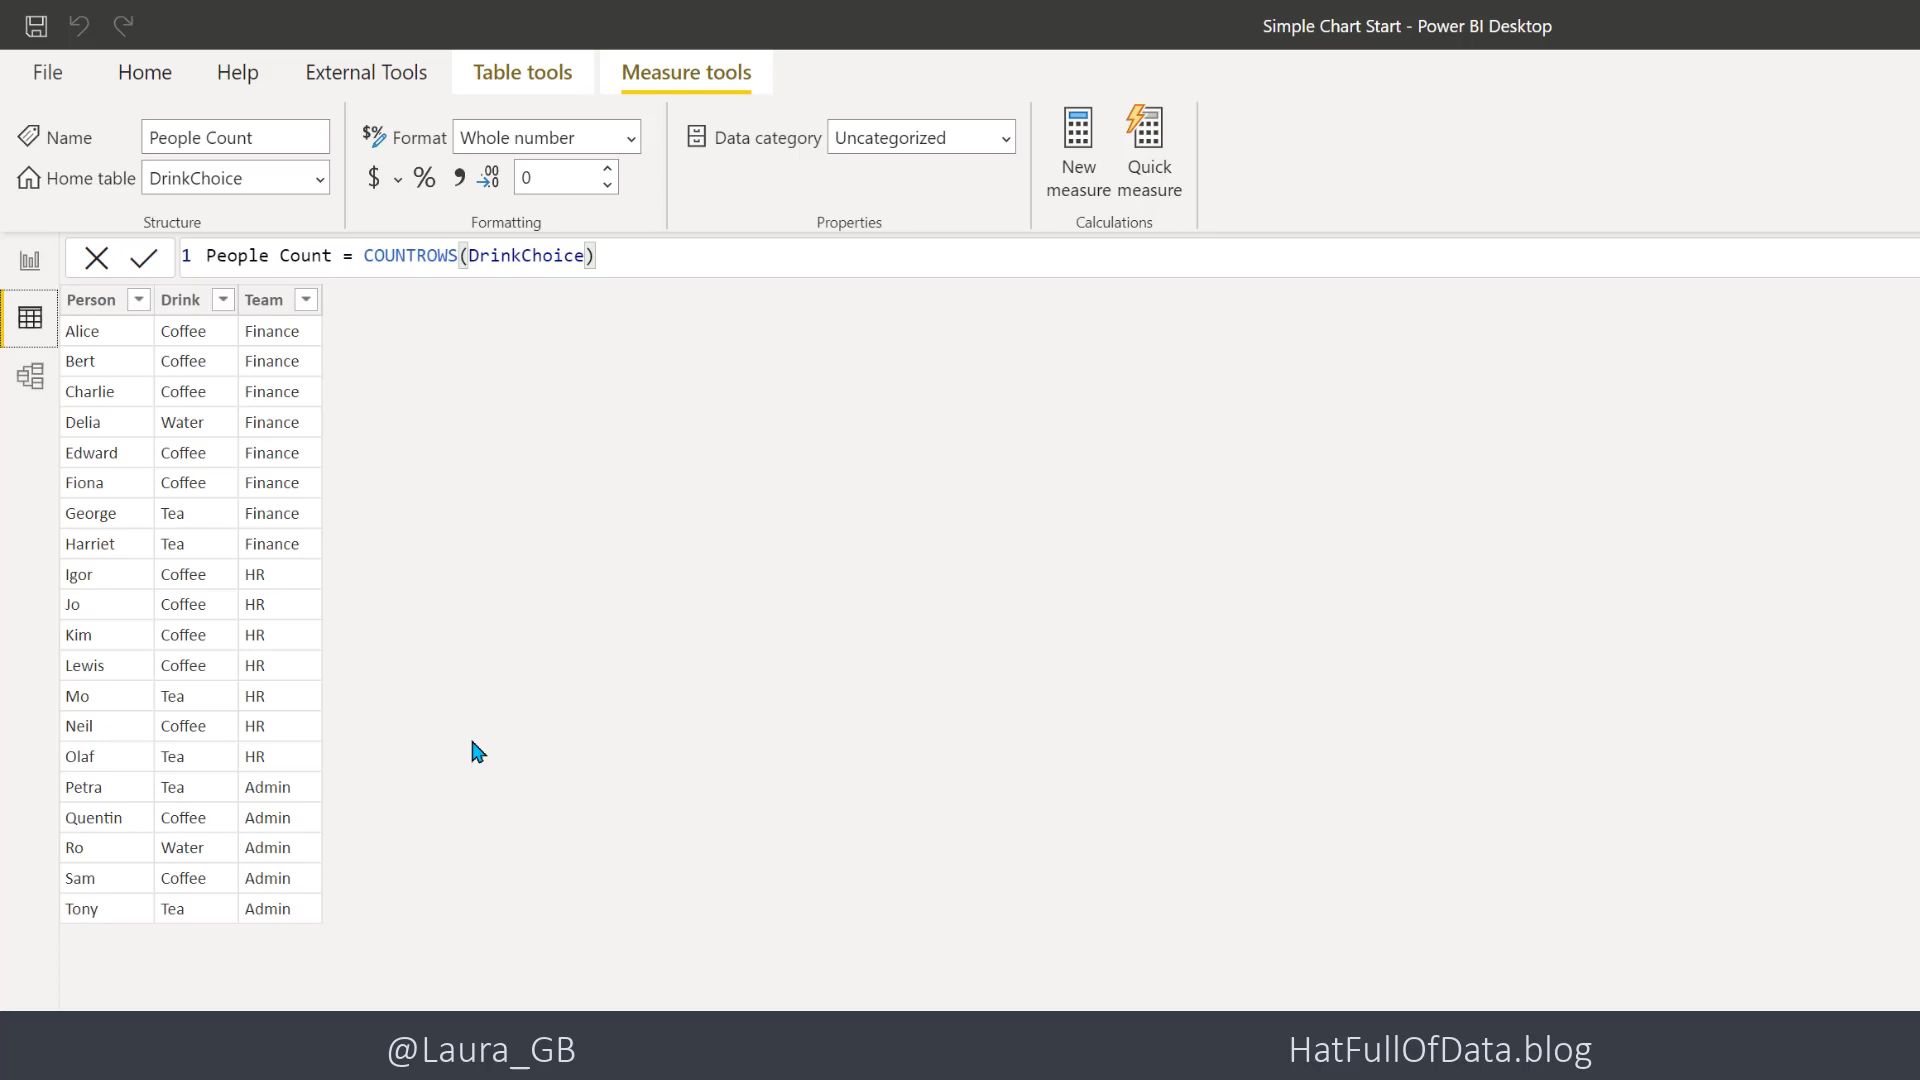 Simple Chart Start - Power BI Desktop
File Home Help External Tools Table tools Measure tools
Name People Count $% Format Whole number Data category Uncategorized New measure Quick measure
Home table DrinkChoice $ % , .00 .0 0
Structure Formatting Properties Calculations
1 People Count = COUNTROWS(DrinkChoice)
Person Drink Team
Alice Coffee Finance
Bert Coffee Finance
Charlie Coffee Finance
Delia Water Finance
Edward Coffee Finance
Fiona Coffee Finance
George Tea Finance
Harriet Tea Finance
Igor Coffee HR
Jo Coffee HR
Kim Coffee HR
Lewis Coffee HR
Mo Tea HR
Neil Coffee HR
Olaf Tea HR
Petra Tea Admin
Quentin Coffee Admin
Ro Water Admin
Sam Coffee Admin
Tony Tea Admin
@Laura_GB HatFullOfData.blog